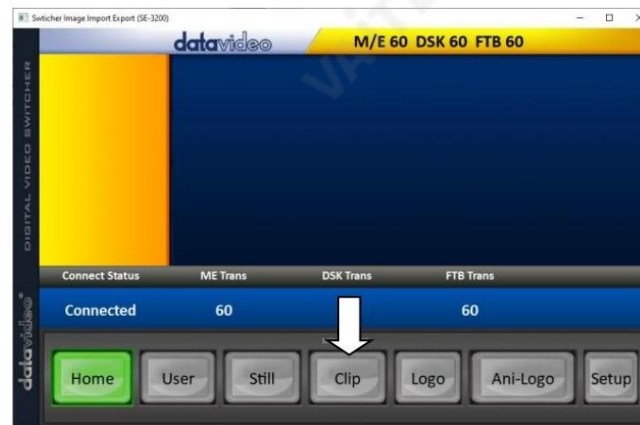 Switcher Image Import Export (SE-3200)
datavideo
M/E 60 DSK 60 FTB 60
DIGITAL VIDEO SWITCHER
Connect Status ME Trans DSK Trans FTB Trans
Connected 60 60
datavideo
Home User Still Clip Logo Ani-Logo Setup